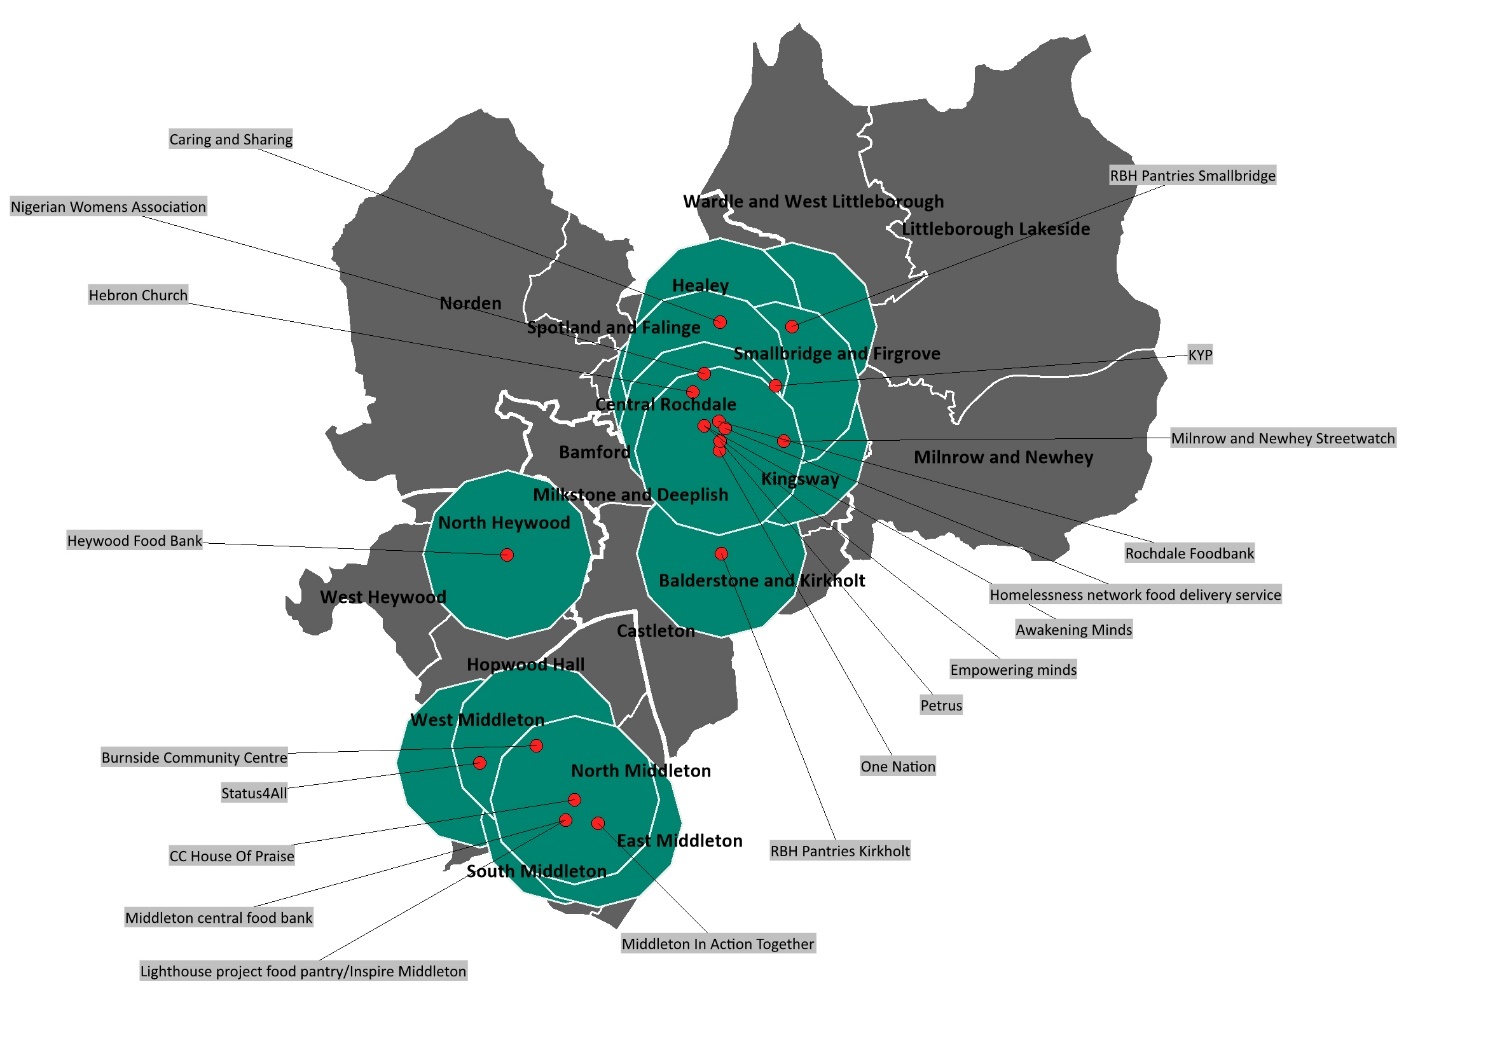 Caring and Sharing
RBH Pantries Smallbridge
Wardle and West Littleborough
Nigerian Womens Association
Littleborough Lakeside
Healey
Hebron Church
Norden
Spotland and Falinge
Smallbridge and Firgrove
KYP
Central Rochdale
Milnrow and Newhey Streetwatch
Bamford
Milnrow and Newhey
Kingsway
Milkstone and Deeplish
North Heywood
Heywood Food Bank
Rochdale Foodbank
Balderstone and Kirkholt
Homelessness network food delivery service
West Heywood
Castleton
Awakening Minds
Hopwood Hall
Empowering minds
Petrus
West Middleton
Burnside Community Centre
One Nation
North Middleton
Status4All
East Middleton
RBH Pantries Kirkholt
CC House Of Praise
South Middleton
Middleton central food bank
Middleton In Action Together
Lighthouse project food pantry/Inspire Middleton